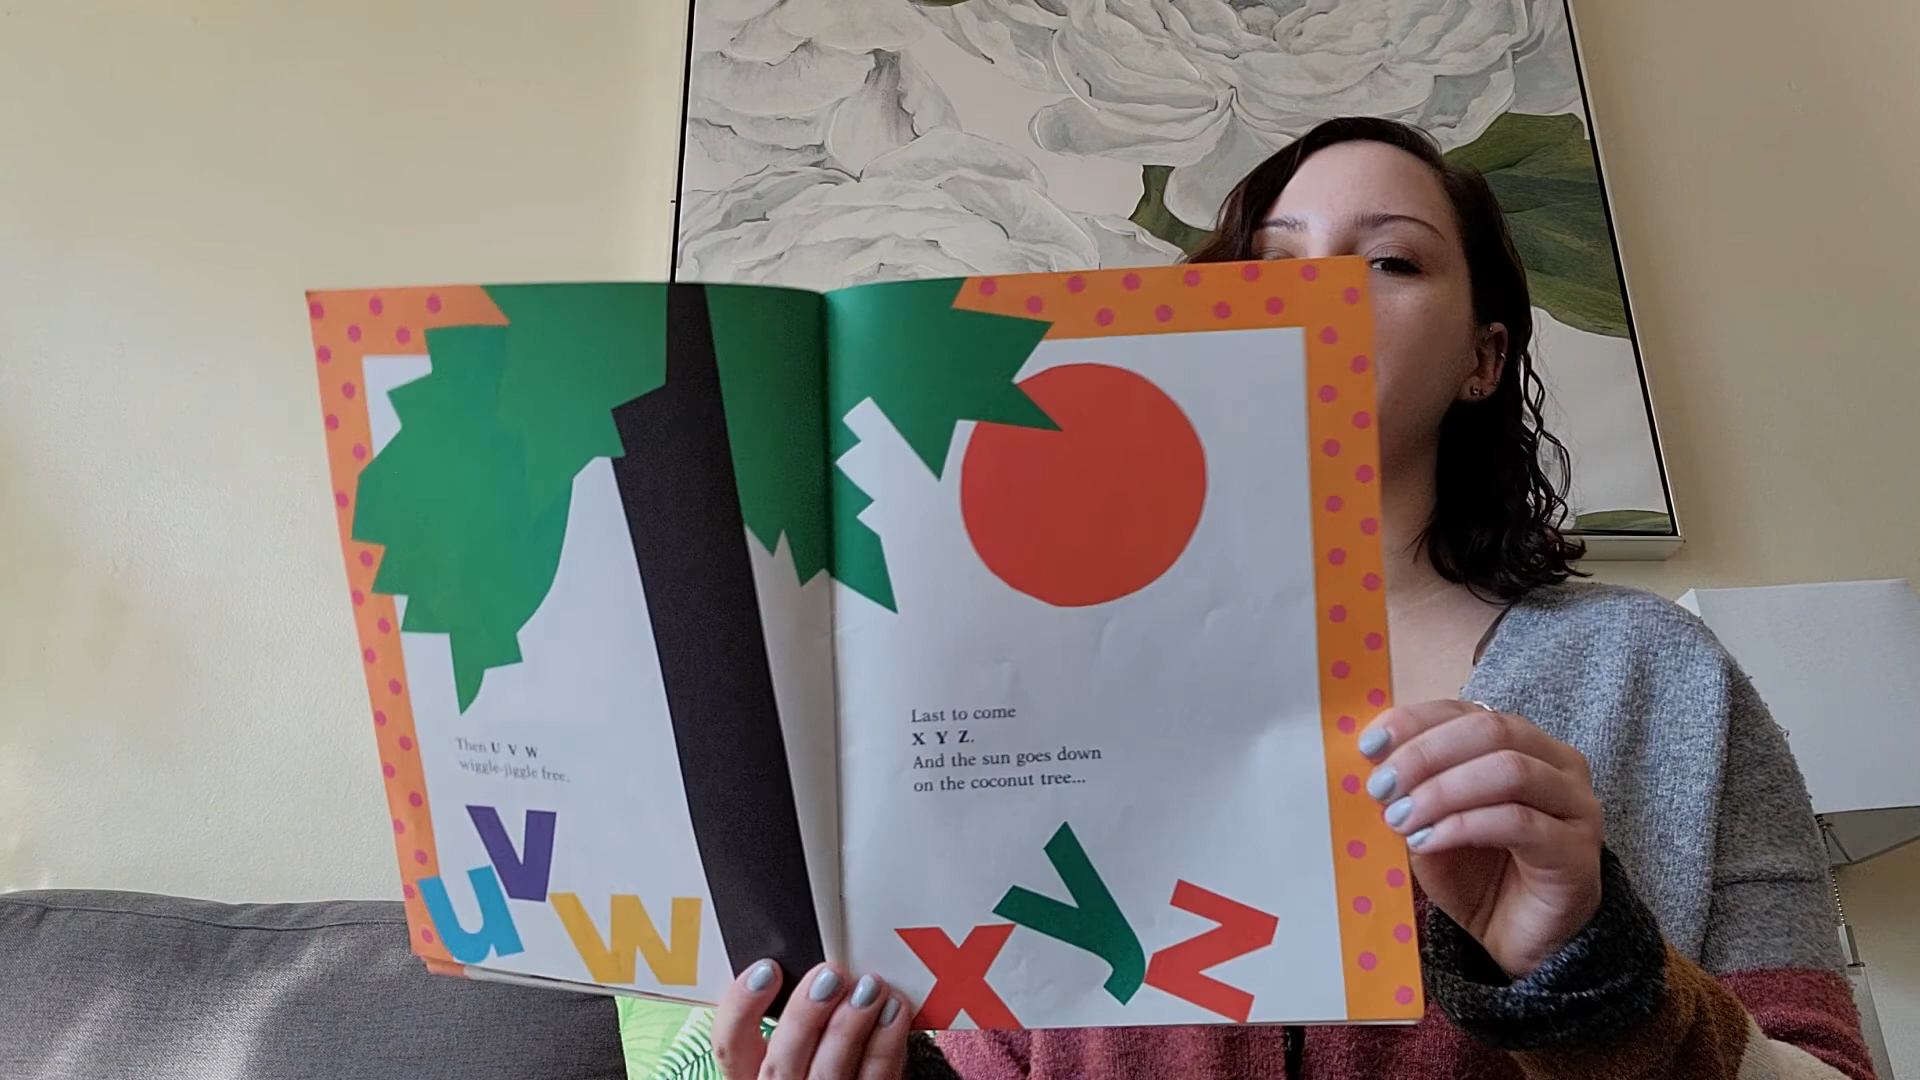 Then U V W
wiggle-jiggle free.
u v w
Last to come
X Y Z.
And the sun goes down
on the coconut tree...
x y z